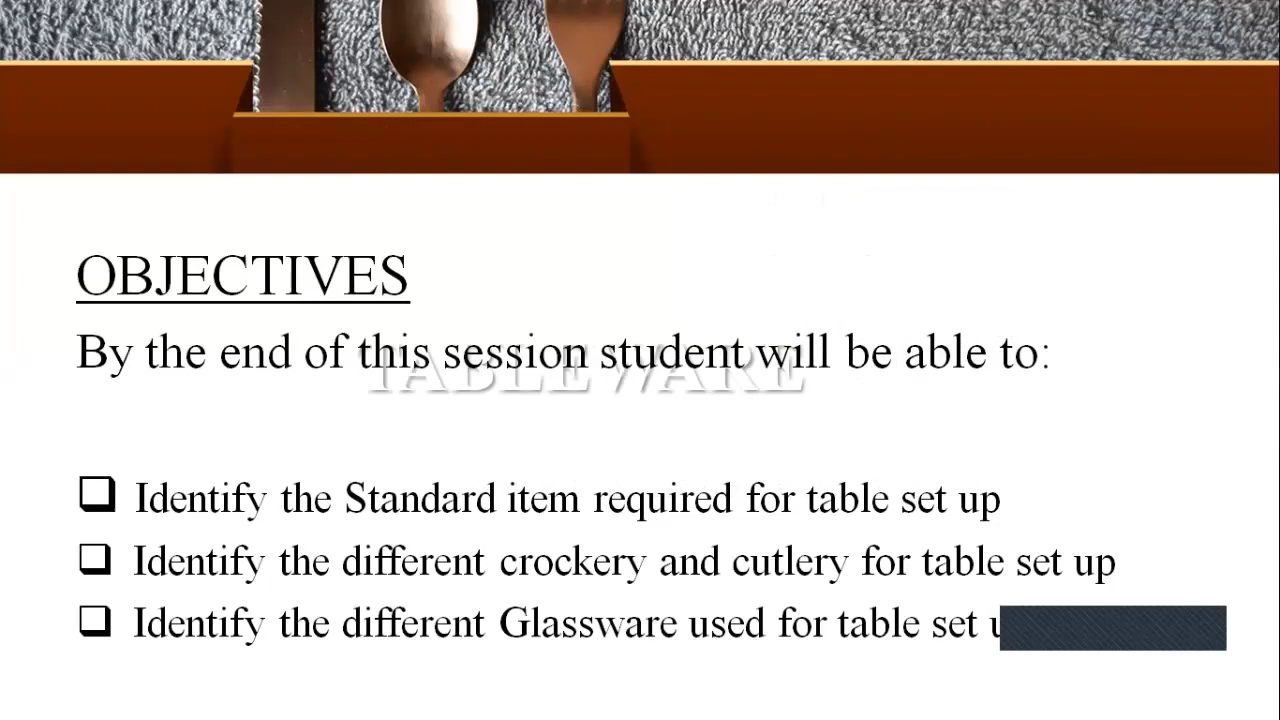 OBJECTIVES
By the end of this session student will be able to:
TABLEWARE
Identify the Standard item required for table set up
Identify the different crockery and cutlery for table set up
Identify the different Glassware used for table set